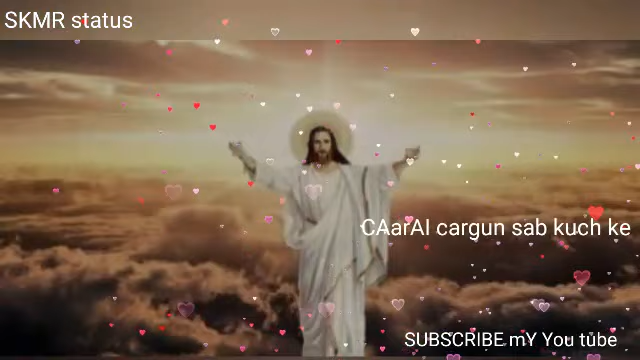 SKMR status
CAarAI cargun sab kuch ke
SUBSCRIBE mY You tube